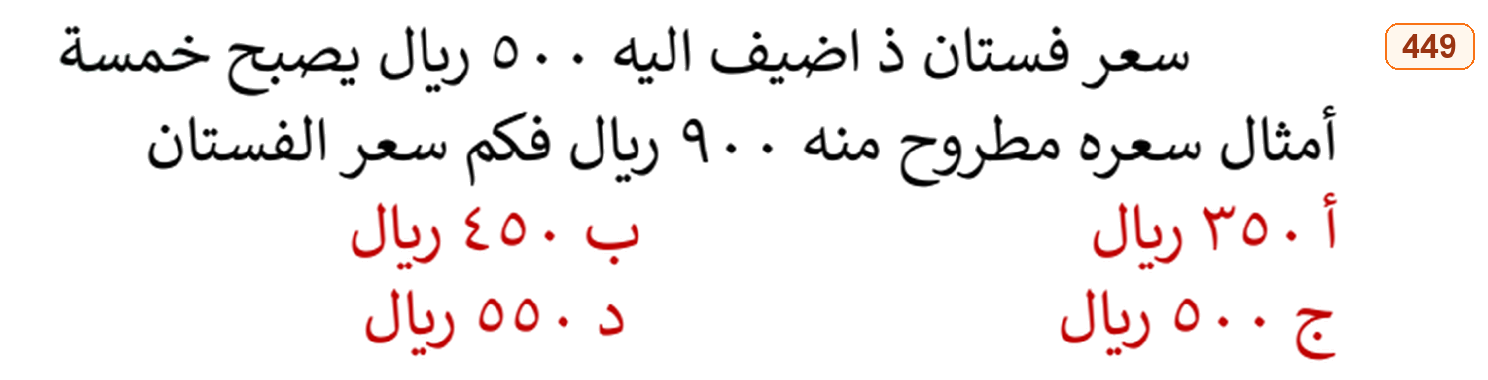 449
سعر فستان ذ اضيف اليه ٥٠٠ ريال يصبح خمسة
أمثال سعره مطروح منه ٩٠٠ ريال فكم سعر الفستان
أ ٣٥٠ ريال ب ٤٥٠ ريال
ج ٥٠٠ ريال د ٥٥٠ ريال